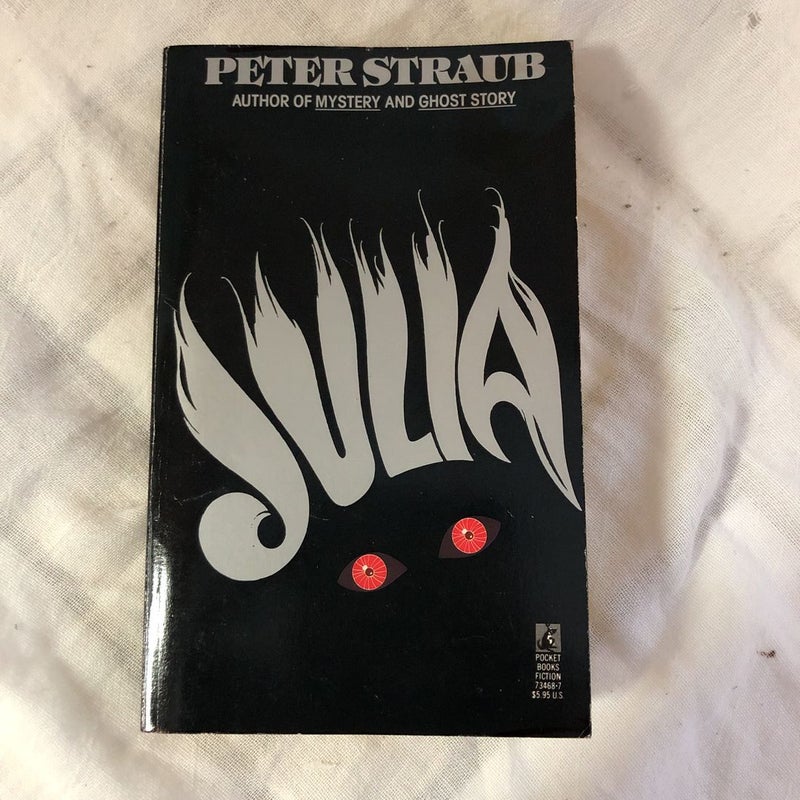 PETER STRAUB
AUTHOR OF MYSTERY AND GHOST STORY
JULIA
POCKET
BOOKS
FICTION
73468-7
$5.95 U.S.